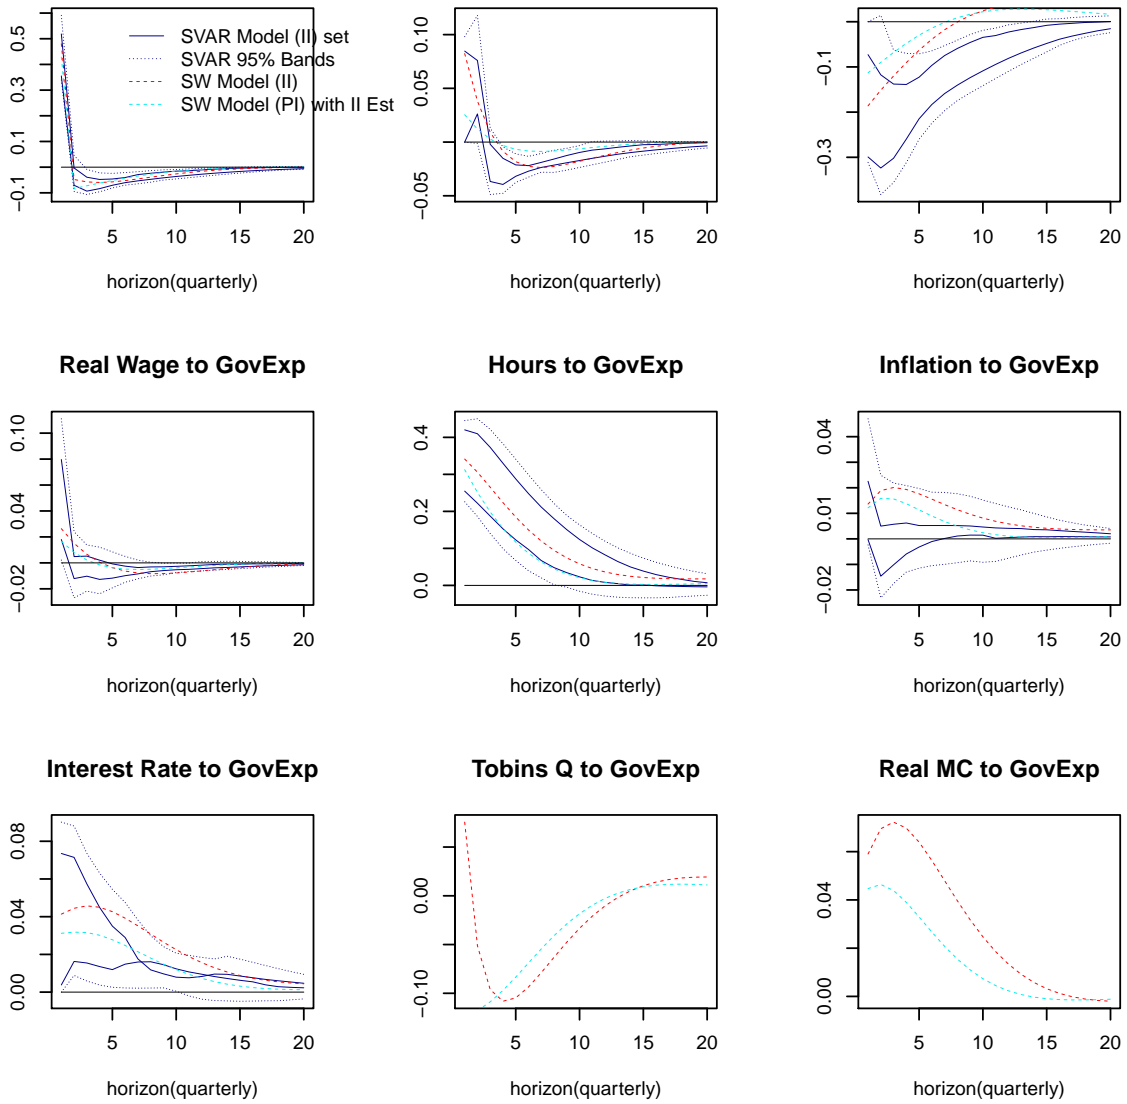 SVAR Model (II) set
SVAR 95% Bands
SW Model (II)
SW Model (PI) with II Est
0.5
0.3
0.1
−0.1
5 10 15 20
horizon(quarterly)
0.10
0.05
−0.05
5 10 15 20
horizon(quarterly)
−0.1
−0.3
5 10 15 20
horizon(quarterly)
Real Wage to GovExp
0.10
0.04
−0.02
5 10 15 20
horizon(quarterly)
Hours to GovExp
0.4
0.2
0.0
5 10 15 20
horizon(quarterly)
Inflation to GovExp
0.04
0.01
−0.02
5 10 15 20
horizon(quarterly)
Interest Rate to GovExp
0.08
0.04
0.00
5 10 15 20
horizon(quarterly)
Tobins Q to GovExp
0.00
−0.10
5 10 15 20
horizon(quarterly)
Real MC to GovExp
0.04
0.00
5 10 15 20
horizon(quarterly)